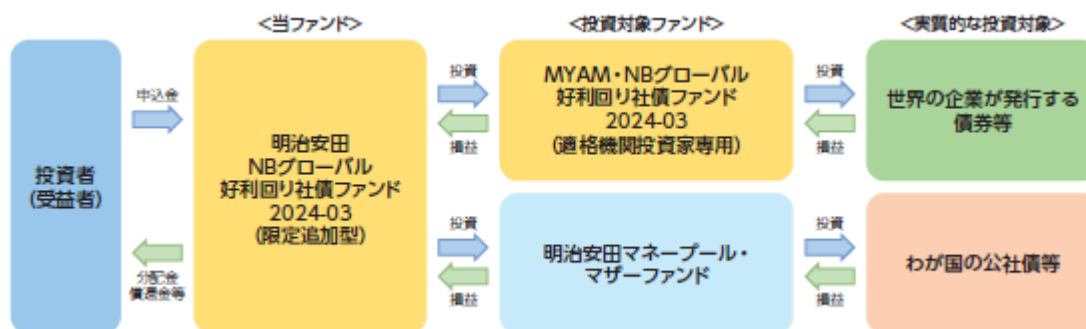 <当ファンド>
<投資対象ファンド>
<実質的な投資対象>
投資者
(受益者)
申込金
分配金
償還金等
明治安田
NBグローバル
好利回り社債ファンド
2024-03
(限定追加型)
投資
損益
MYAM・NBグローバル
好利回り社債ファンド
2024-03
(適格機関投資家専用)
投資
損益
世界の企業が発行する
債券等
投資
損益
明治安田マネープール・
マザーファンド
投資
損益
わが国の公社債等